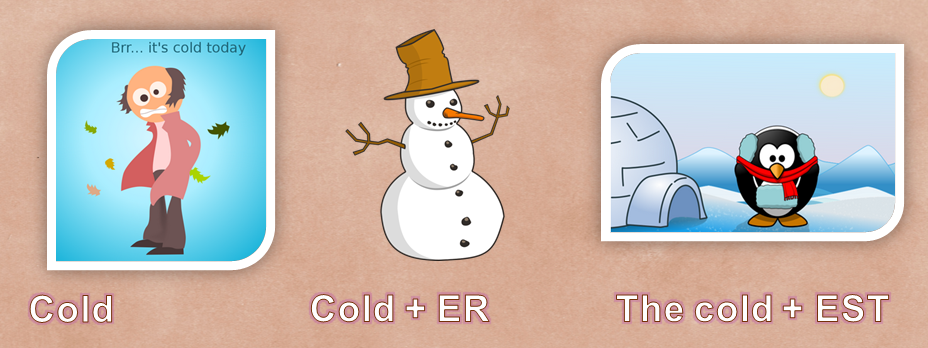 Brr... it's cold today
Cold
Cold + ER
The cold + EST